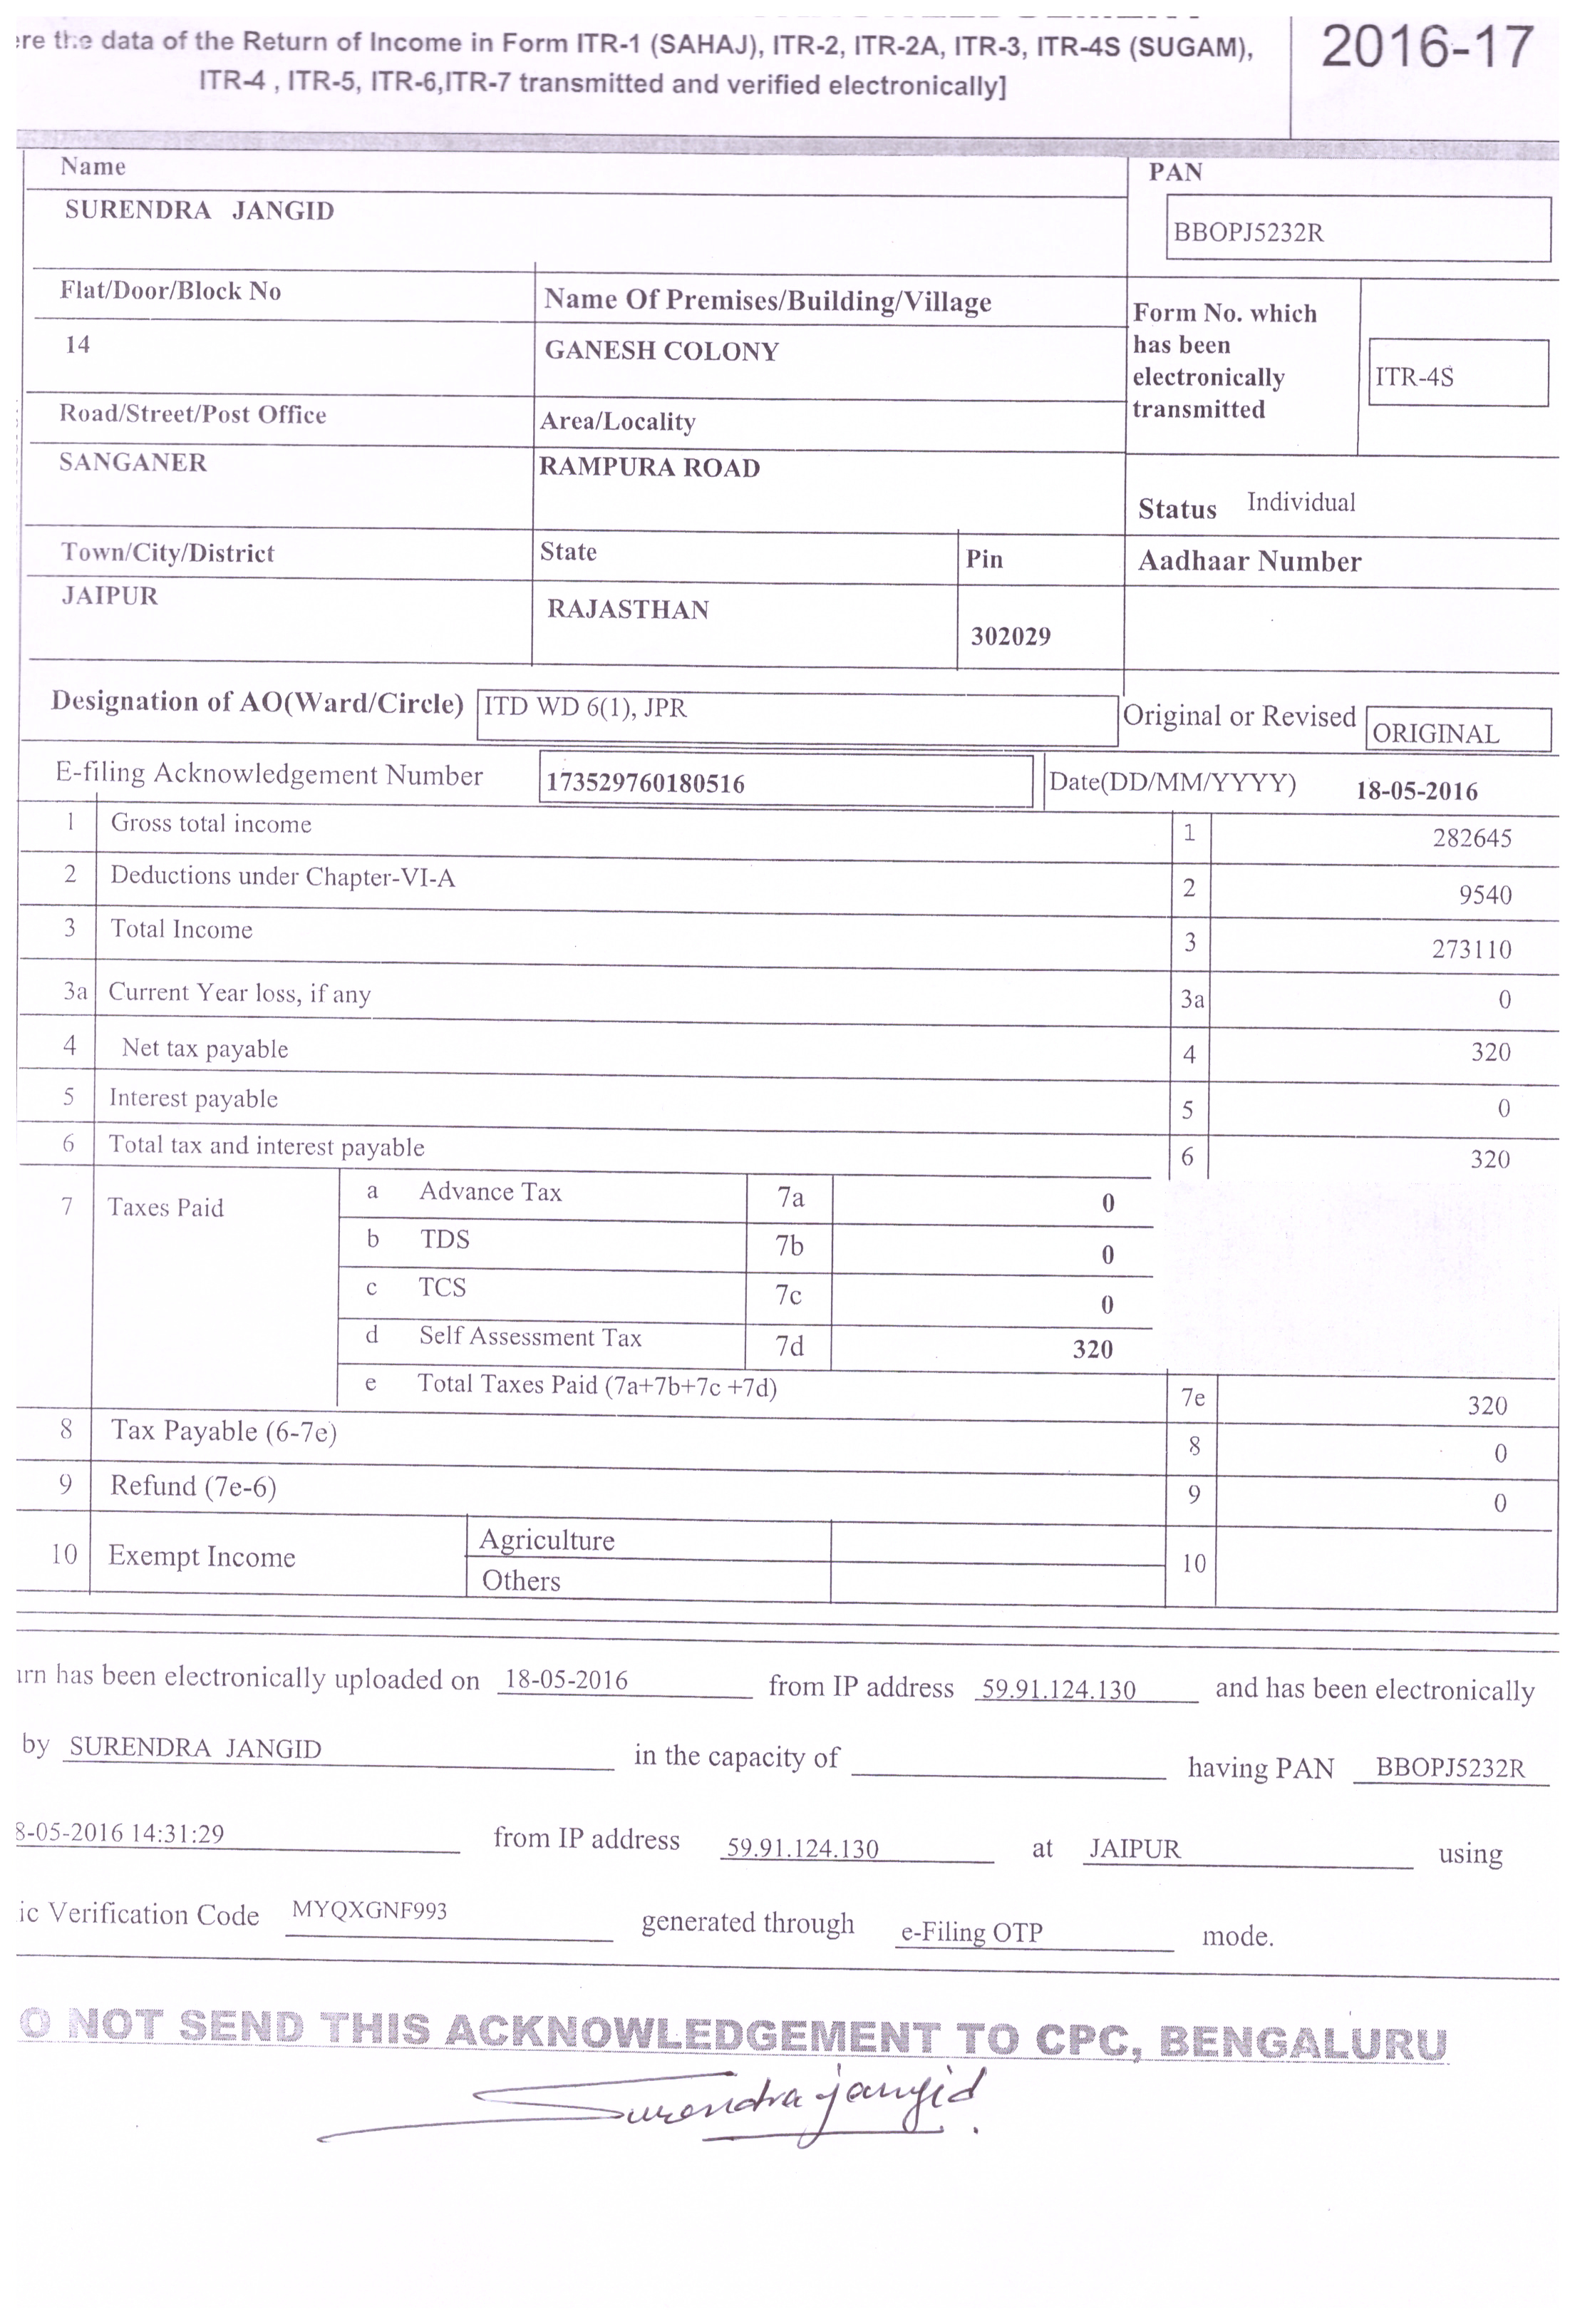 ere the data of the Return of Income in Form ITR-1 (SAHAJ), ITR-2, ITR-2A, ITR-3, ITR-4S (SUGAM),
ITR-4 , ITR-5, ITR-6,ITR-7 transmitted and verified electronically]
2016-17
Name
PAN
SURENDRA JANGID
BBOPJ5232R
Flat/Door/Block No
Name Of Premises/Building/Village
Form No. which
has been
electronically
transmitted
ITR-4S
14
GANESH COLONY
Road/Street/Post Office
Area/Locality
SANGANER
RAMPURA ROAD
Status Individual
Town/City/District
State
Pin
Aadhaar Number
JAIPUR
RAJASTHAN
302029
Designation of AO(Ward/Circle) ITD WD 6(1), JPR
Original or Revised ORIGINAL
E-filing Acknowledgement Number 173529760180516 Date(DD/MM/YYYY) 18-05-2016
1 Gross total income 1 282645
2 Deductions under Chapter-VI-A 2 9540
3 Total Income 3 273110
3a Current Year loss, if any 3a 0
4 Net tax payable 4 320
5 Interest payable 5 0
6 Total tax and interest payable 6 320
7 Taxes Paid a Advance Tax 7a 0
b TDS 7b 0
c TCS 7c 0
d Self Assessment Tax 7d 320
e Total Taxes Paid (7a+7b+7c +7d) 7e 320
8 Tax Payable (6-7e) 8 0
9 Refund (7e-6) 9 0
10 Exempt Income Agriculture 10
Others
urn has been electronically uploaded on 18-05-2016 from IP address 59.91.124.130 and has been electronically
by SURENDRA JANGID in the capacity of having PAN BBOPJ5232R
8-05-2016 14:31:29 from IP address 59.91.124.130 at JAIPUR using
ic Verification Code MYQXGNF993 generated through e-Filing OTP mode.
O NOT SEND THIS ACKNOWLEDGEMENT TO CPC, BENGALURU
Surendra jangid